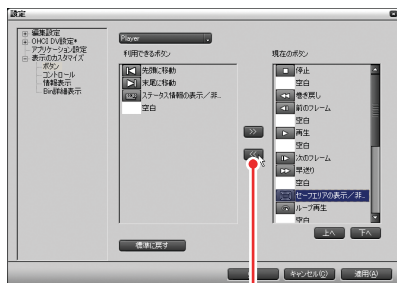 設定
編集設定
OHCI DV設定*
アプリケーション設定
表示のカスタマイズ
ボタン
コントロール
情報表示
Bin詳細表示
Player
利用できるボタン
先頭に移動
末尾に移動
ステータス情報の表示／非...
空白
標準に戻す
現在のボタン
停止
空白
巻き戻し
前のフレーム
空白
再生
空白
次のフレーム
早送り
空白
セーフエリアの表示／非...
ループ再生
空白
上へ
下へ
キャンセル(C)
適用(A)